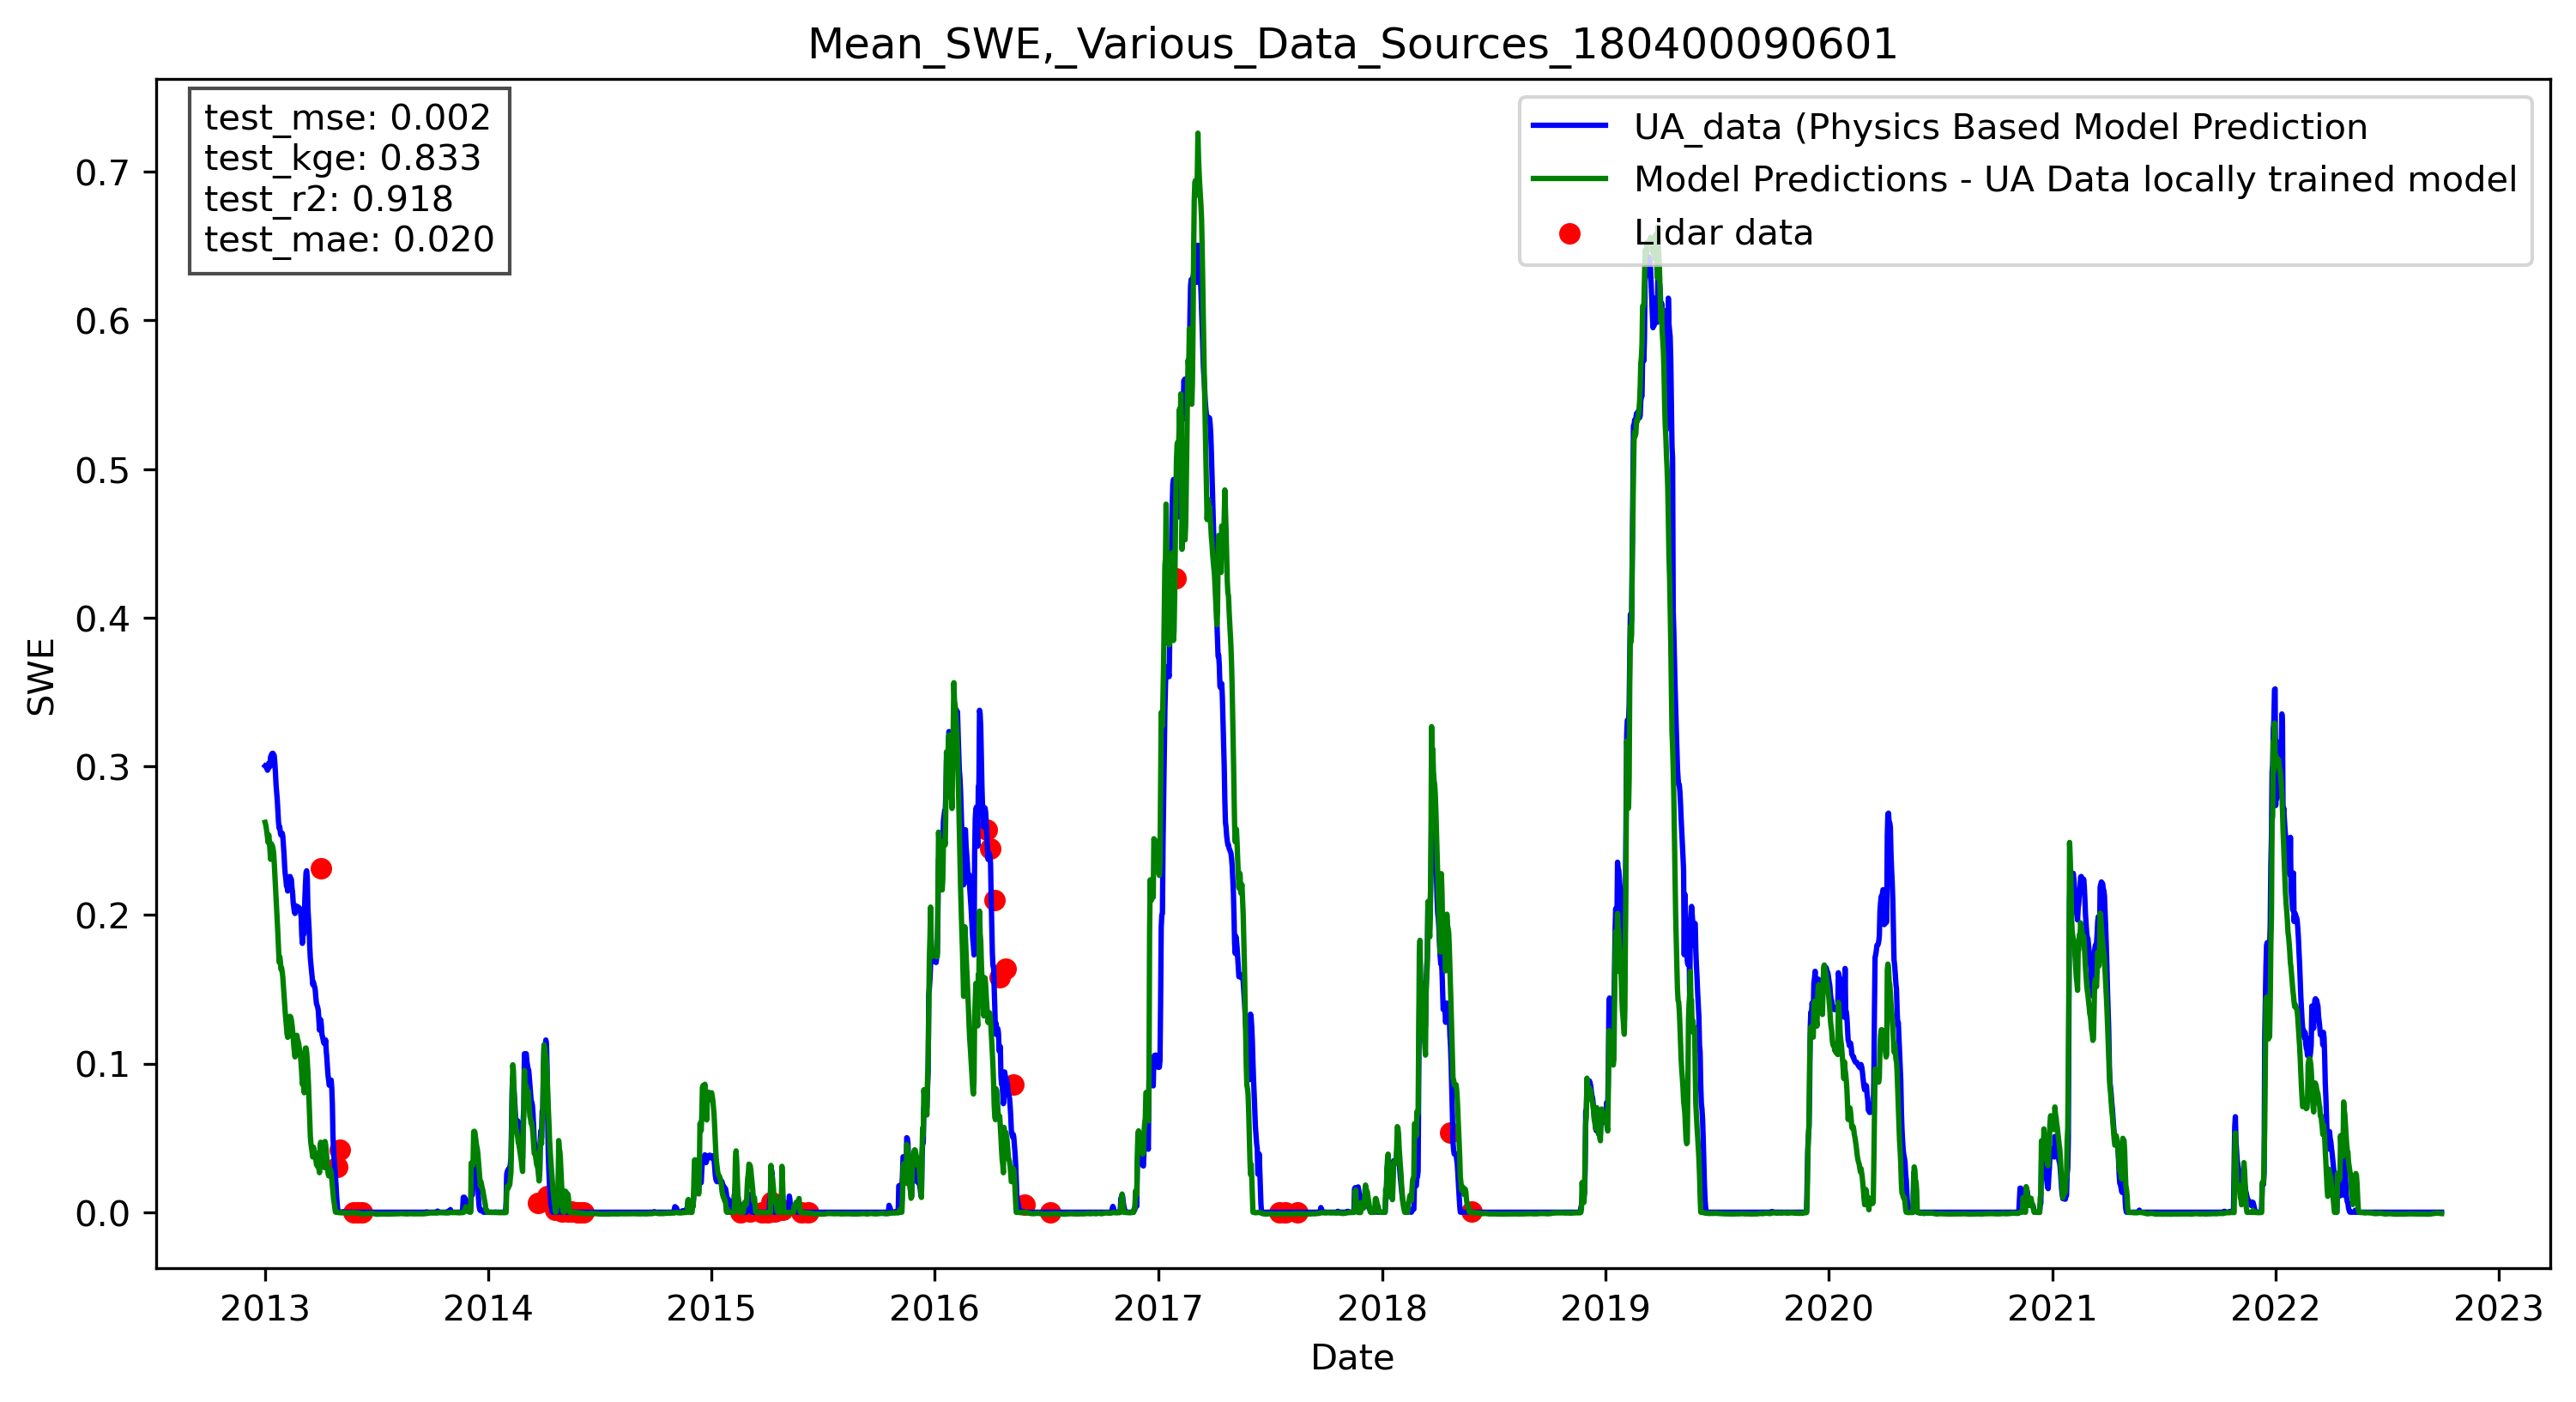 Mean_SWE,_Various_Data_Sources_180400090601
test_mse: 0.002
test_kge: 0.833
test_r2: 0.918
test_mae: 0.020
UA_data (Physics Based Model Prediction
Model Predictions - UA Data locally trained model
Lidar data
SWE
0.7
0.6
0.5
0.4
0.3
0.2
0.1
0.0
2013 2014 2015 2016 2017 2018 2019 2020 2021 2022 2023
Date